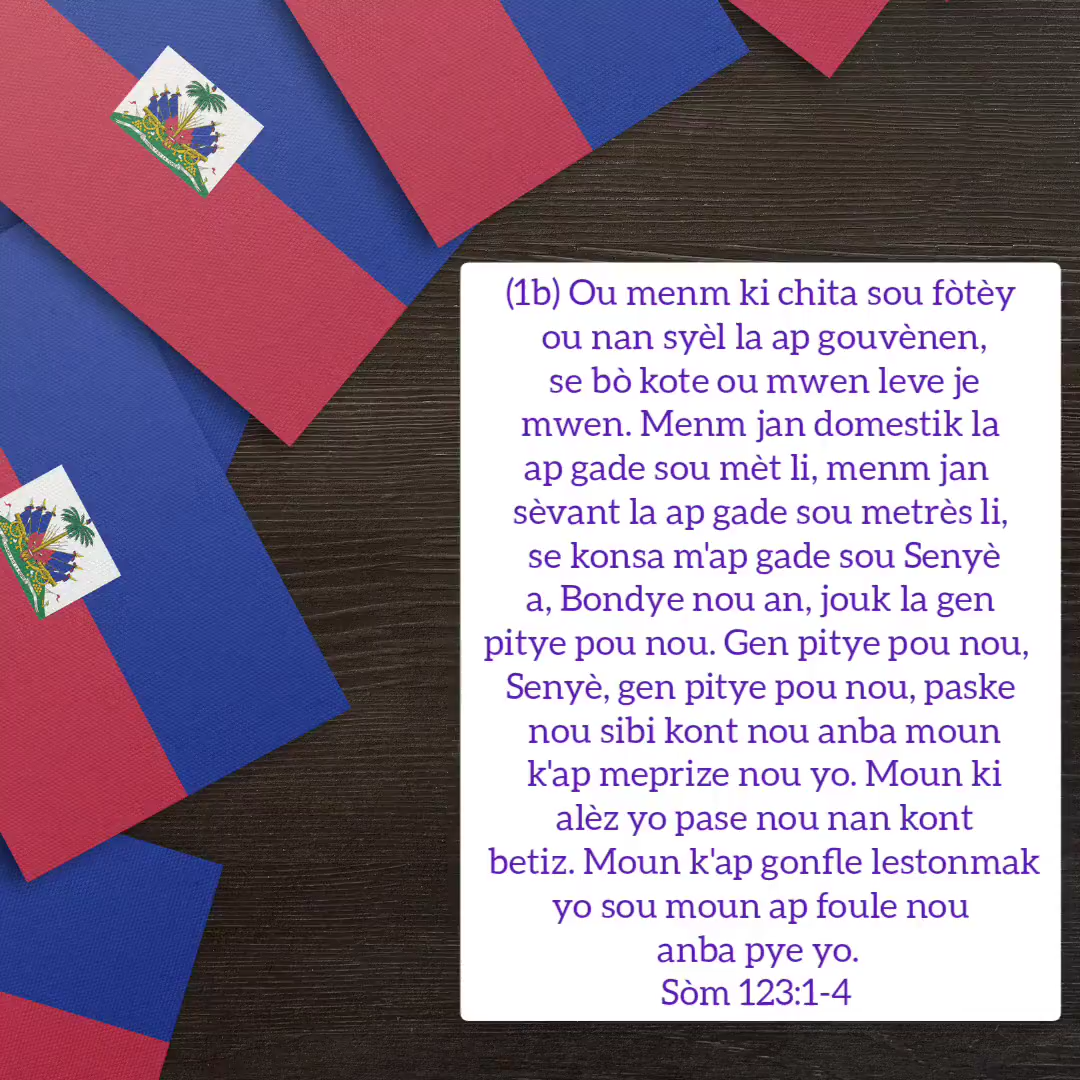 (1b) Ou menm ki chita sou fòtèy
ou nan syèl la ap gouvènen,
se bò kote ou mwen leve je
mwen. Menm jan domestik la
ap gade sou mèt li, menm jan
sèvant la ap gade sou metrès li,
se konsa m'ap gade sou Senyè
a, Bondye nou an, jouk la gen
pitye pou nou. Gen pitye pou nou,
Senyè, gen pitye pou nou, paske
nou sibi kont nou anba moun
k'ap meprize nou yo. Moun ki
alèz yo pase nou nan kont
betiz. Moun k'ap gonfle lestonmak
yo sou moun ap foule nou
anba pye yo.
Sòm 123:1-4